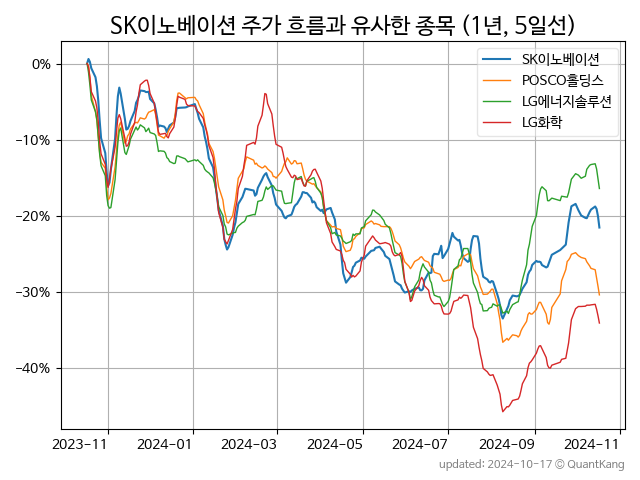 SK이노베이션 주가 흐름과 유사한 종목 (1년, 5일선)
SK이노베이션
POSCO홀딩스
LG에너지솔루션
LG화학
0%
−10%
−20%
−30%
−40%
2023-11
2024-01
2024-03
2024-05
2024-07
2024-09
2024-11
updated: 2024-10-17 © QuantKang